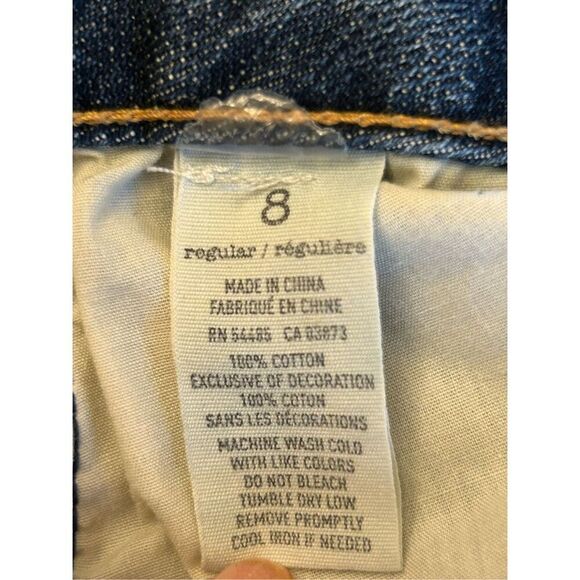 8
regular / régulière
MADE IN CHINA
FABRIQUÉ EN CHINE
RN 54485 CA 03873
100% COTTON
EXCLUSIVE OF DECORATION
100% COTON
SANS LES DÉCORATIONS
MACHINE WASH COLD
WITH LIKE COLORS
DO NOT BLEACH
TUMBLE DRY LOW
REMOVE PROMPTLY
COOL IRON IF NEEDED